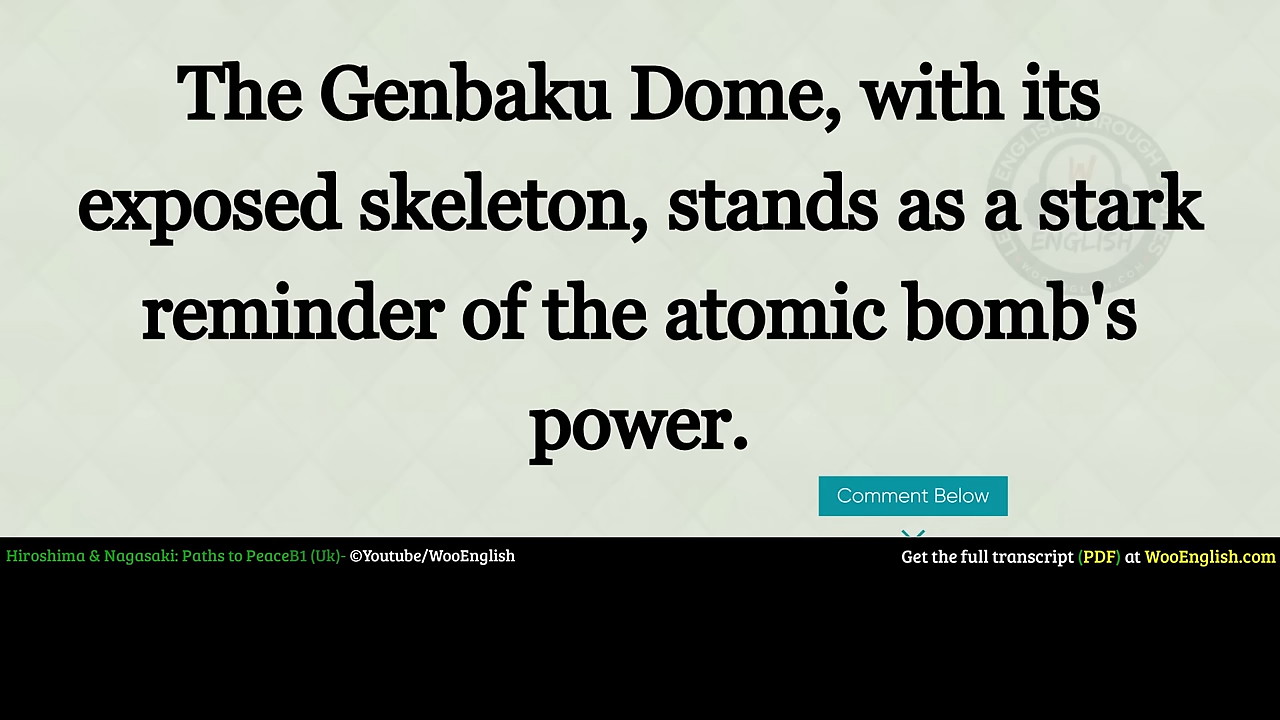 The Genbaku Dome, with its
exposed skeleton, stands as a stark
reminder of the atomic bomb's
power.
ENGLISH
Comment Below
Hiroshima & Nagasaki: Paths to PeaceB1 (Uk)- ©Youtube/WooEnglish
Get the full transcript (PDF) at WooEnglish.com